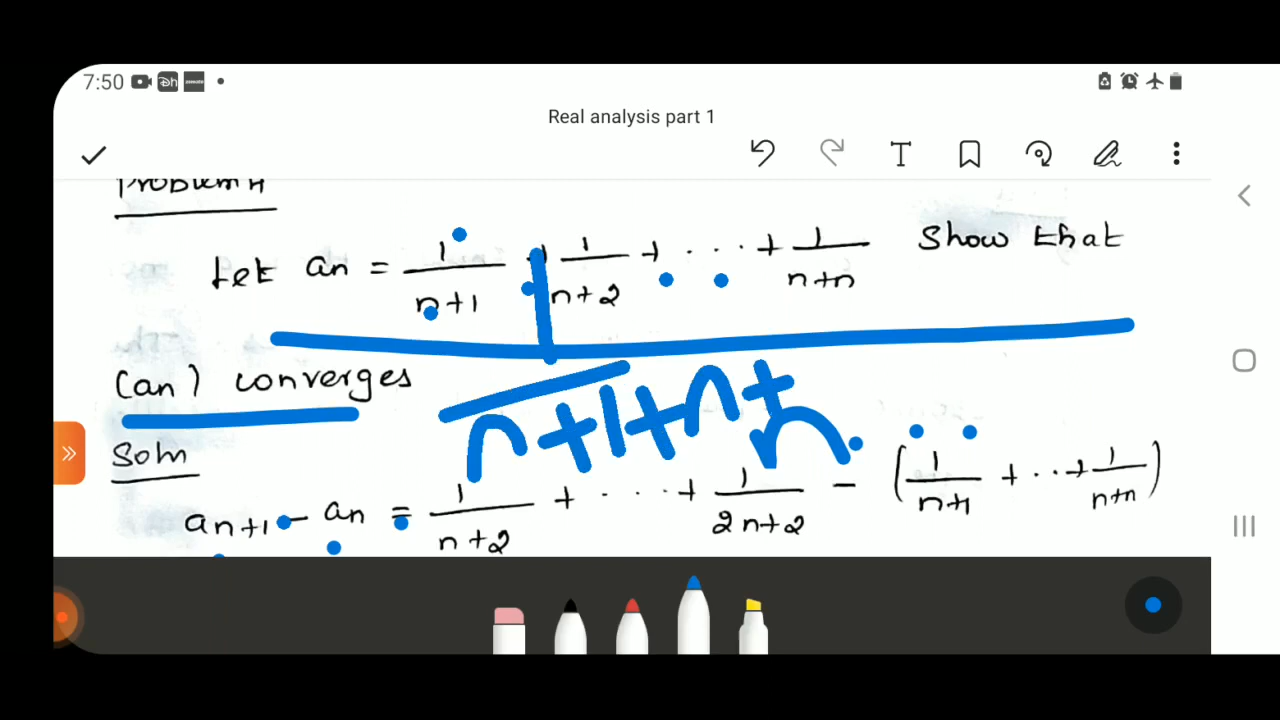 7:50
Real analysis part 1
Problem
Let an = 1/(n+1) + 1/(n+2) + ... + 1/(n+n) Show that
(an) converges
n+1+n+
n
Soln
an+1 - an = 1/(n+2) + ... + 1/(2n+2) - (1/(n+1) + ... + 1/(n+n))